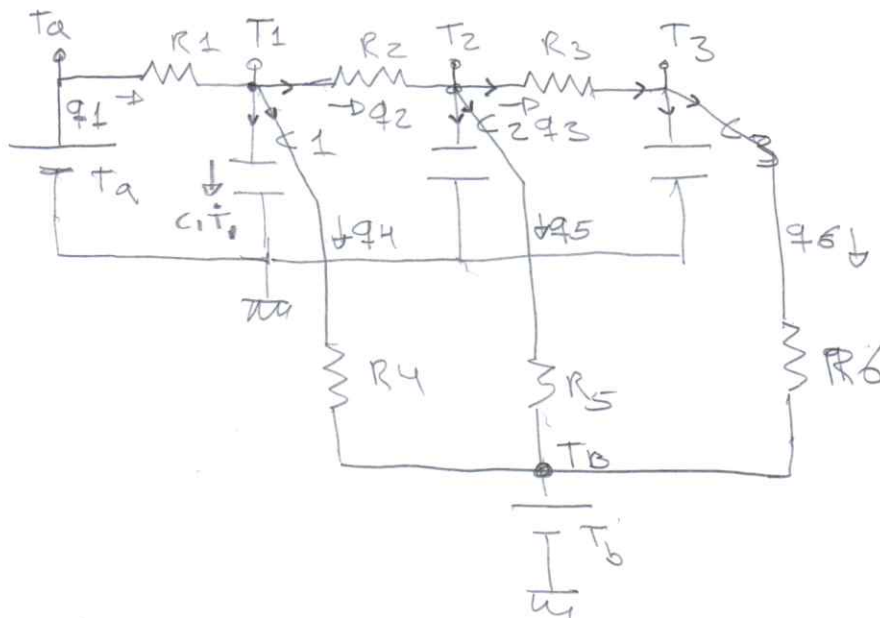 Ta R1 T1 R2 T2 R3 T3
q1 q2 q3
C1 C2 C3
Ta
C1Ṫ1 q4 q5 q6
R4 R5 R6
TB
Tb